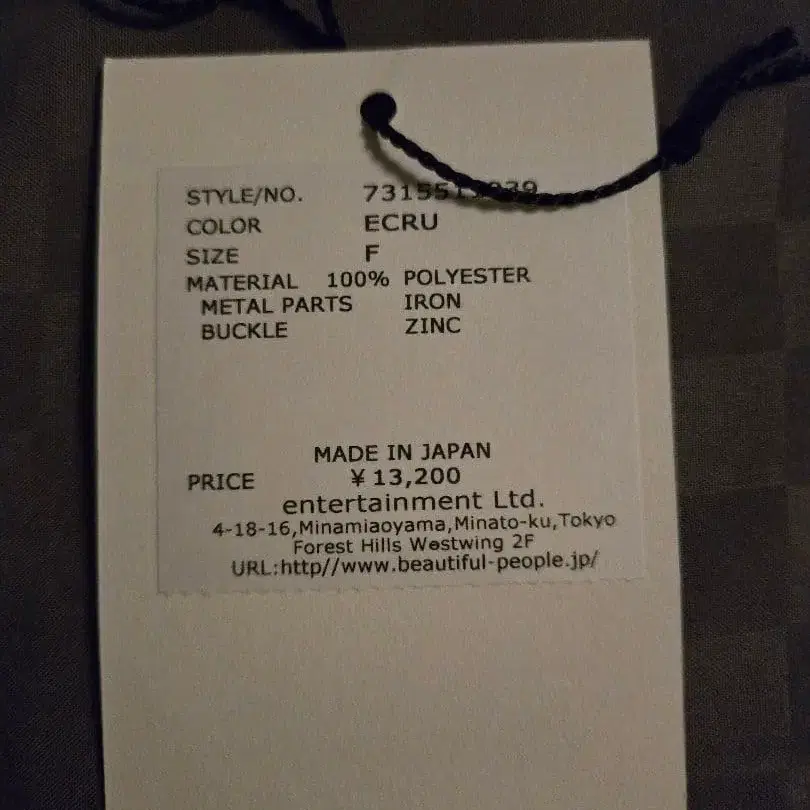 STYLE/NO.
COLOR ECRU
SIZE F
MATERIAL 100% POLYESTER
METAL PARTS IRON
BUCKLE ZINC
MADE IN JAPAN
PRICE ¥13,200
entertainment Ltd.
4-18-16,Minamiaoyama,Minato-ku,Tokyo
Forest Hills Westwing 2F
URL:http//www.beautiful-people.jp/